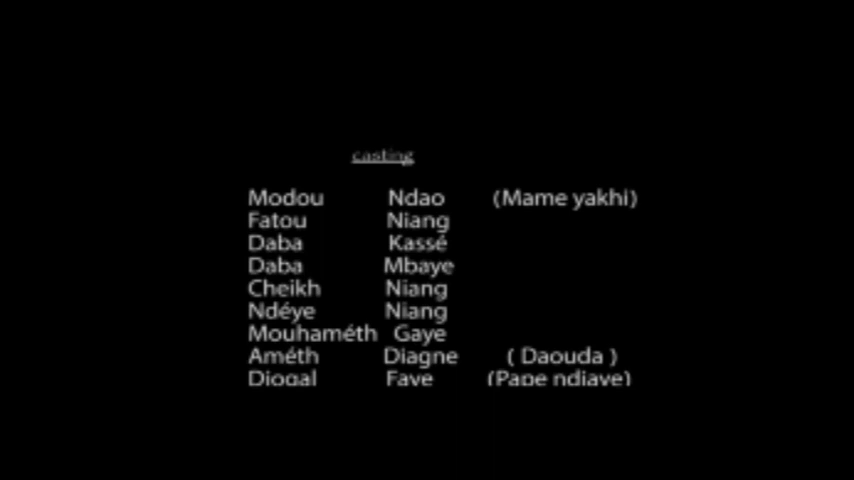 casting
Modou Ndao (Mame yakhi)
Fatou Niang
Daba Kassé
Daba Mbaye
Cheikh Niang
Ndéye Niang
Mouhaméth Gaye
Améth Diagne ( Daouda )
Diogal Faye (Pape ndiaye)